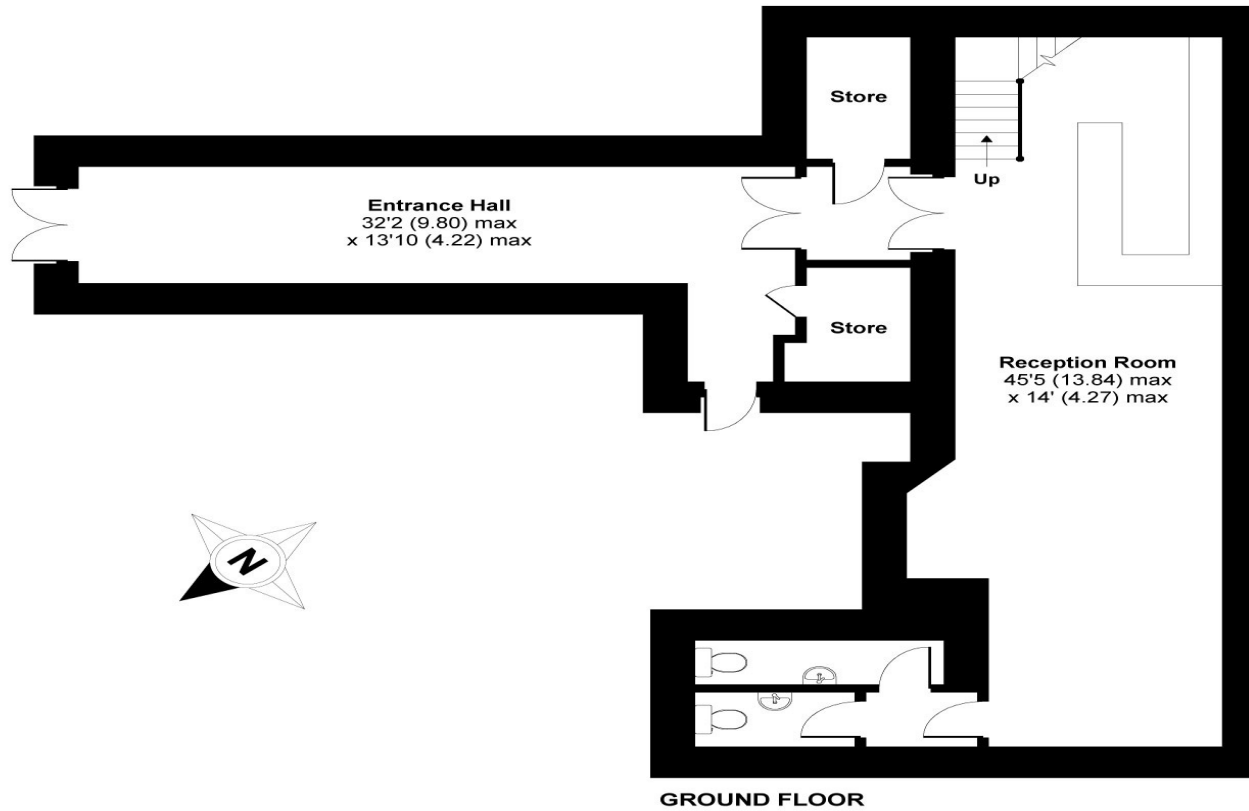 Store
Up
Entrance Hall
32'2 (9.80) max
x 13'10 (4.22) max
Store
Reception Room
45'5 (13.84) max
x 14' (4.27) max
N
GROUND FLOOR